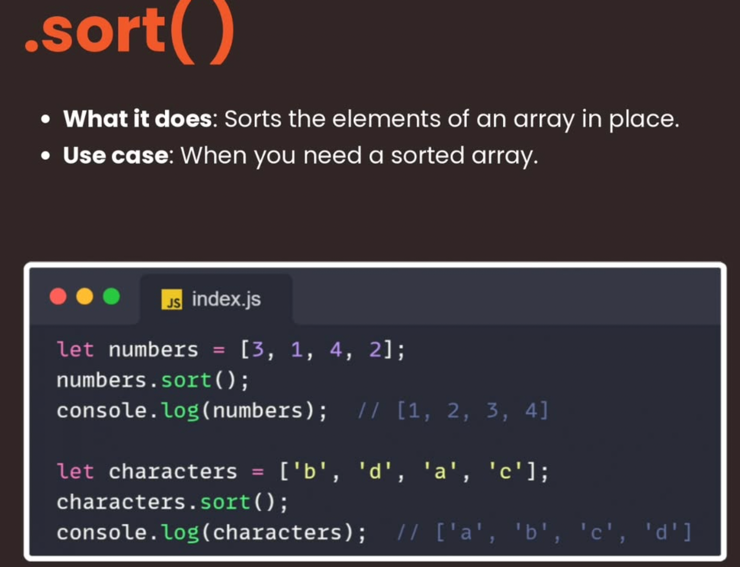 .sort()
• What it does: Sorts the elements of an array in place.
• Use case: When you need a sorted array.
JS index.js
let numbers = [3, 1, 4, 2];
numbers.sort();
console.log(numbers);  // [1, 2, 3, 4]
let characters = ['b', 'd', 'a', 'c'];
characters.sort();
console.log(characters);  // ['a', 'b', 'c', 'd']